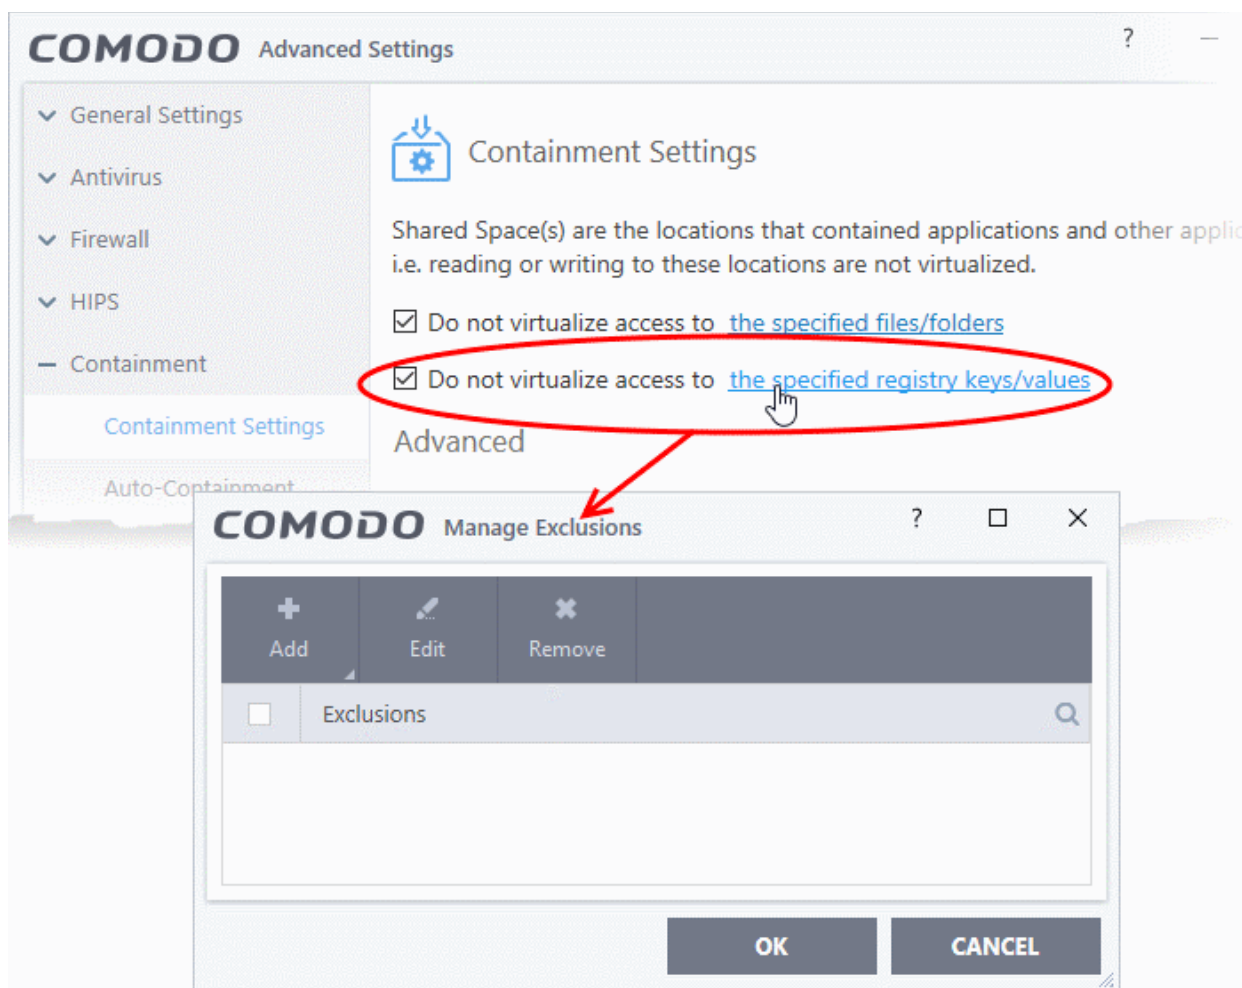 COMODO Advanced Settings ?
General Settings
Antivirus
Firewall
HIPS
Containment
Containment Settings
Auto-Containment
Containment Settings
Shared Space(s) are the locations that contained applications and other
i.e. reading or writing to these locations are not virtualized.
Do not virtualize access to the specified files/folders
Do not virtualize access to the specified registry keys/values
Advanced
COMODO Manage Exclusions ?
Add
Edit
Remove
Exclusions
OK
CANCEL